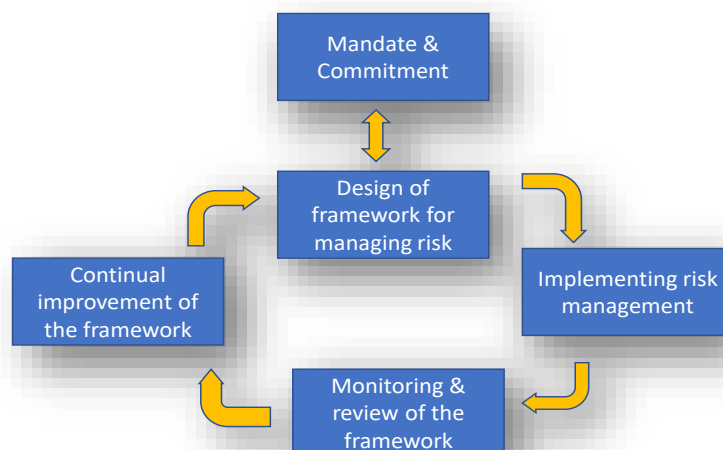 Mandate &
Commitment
Design of
framework for
managing risk
Implementing risk
management
Monitoring &
review of the
framework
Continual
improvement of
the framework